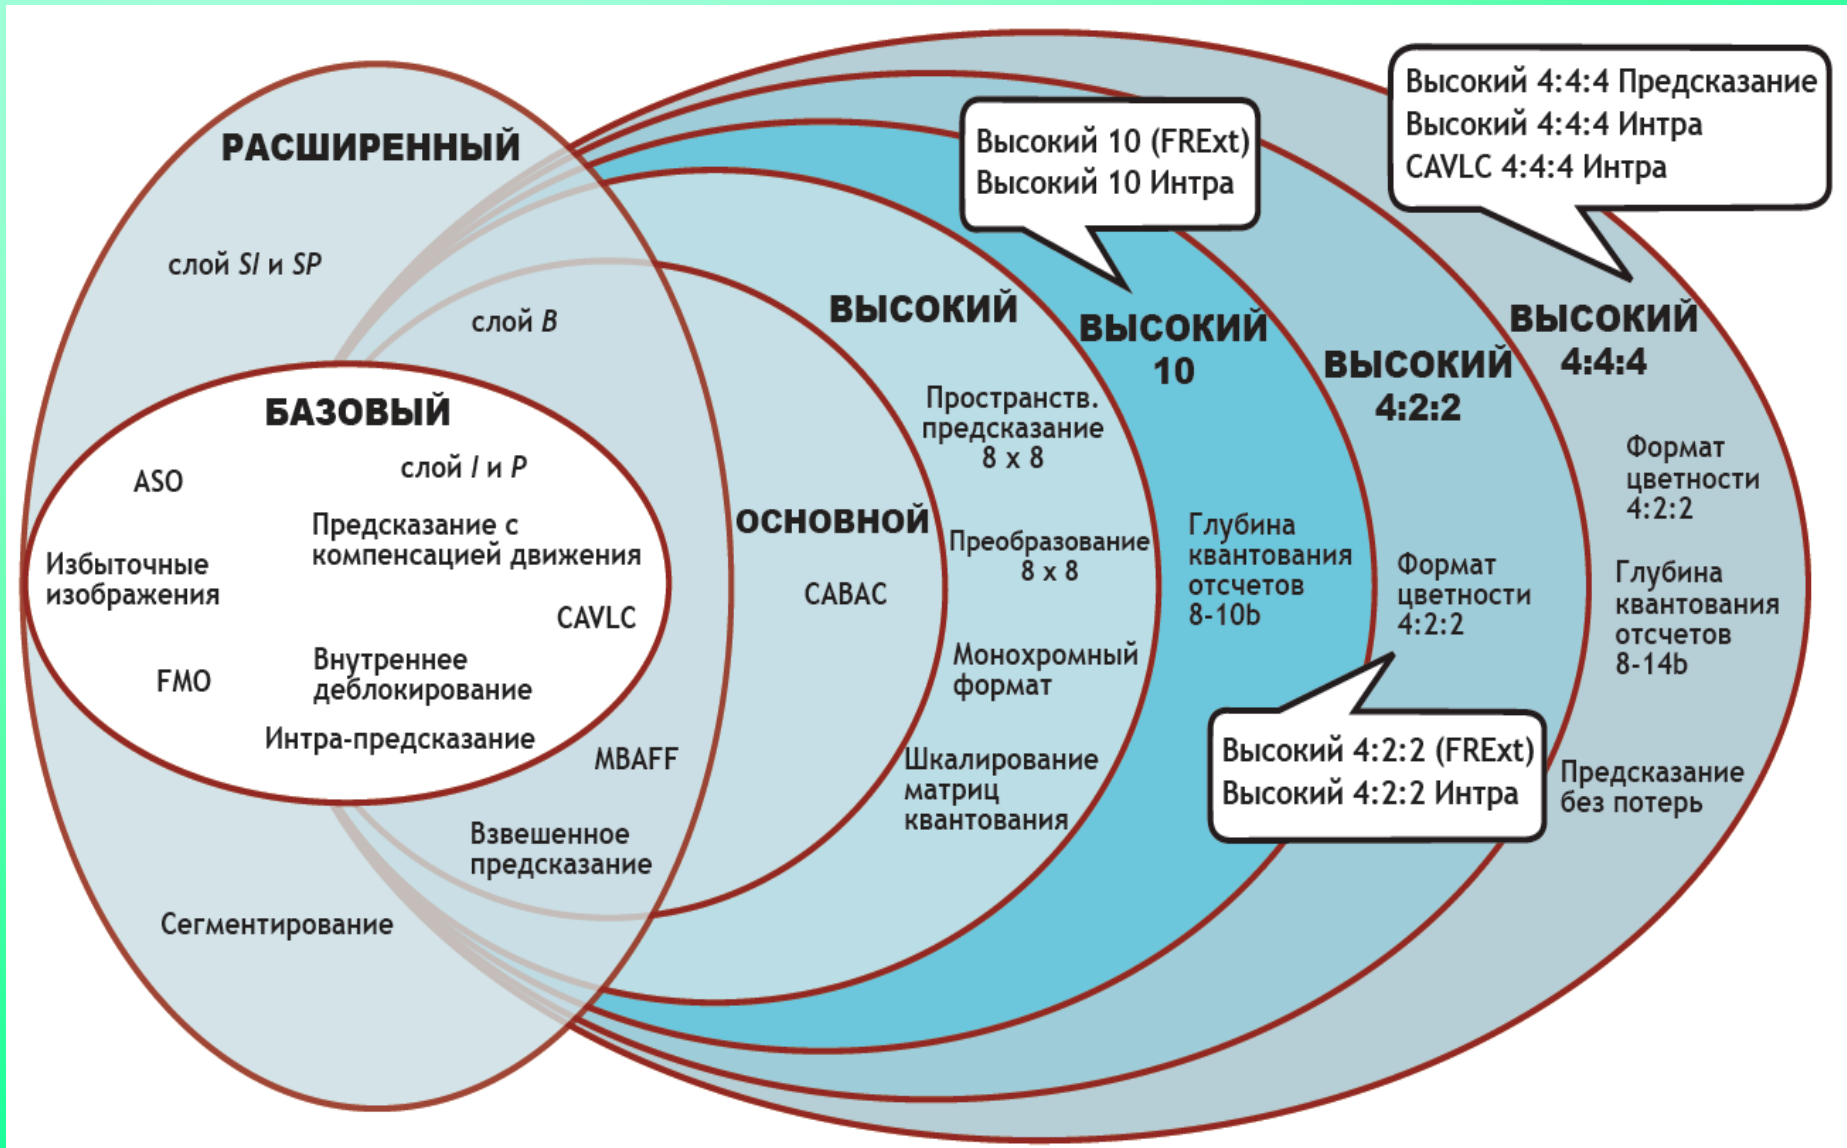 РАСШИРЕННЫЙ
слой SI и SP
слой B
БАЗОВЫЙ
ASO
слой I и P
Предсказание с
компенсацией движения
Избыточные
изображения
CAVLC
FMO
Внутреннее
деблокирование
Интра-предсказание
MBAFF
Взвешенное
предсказание
Сегментирование
ОСНОВНОЙ
CABAC
ВЫСОКИЙ
Пространств.
предсказание
8 x 8
Преобразование
8 x 8
Монохромный
формат
Шкалирование
матриц
квантования
Высокий 10 (FRExt)
Высокий 10 Интра
ВЫСОКИЙ
10
Глубина
квантования
отсчетов
8-10b
ВЫСОКИЙ
4:2:2
Формат
цветности
4:2:2
Высокий 4:2:2 (FRExt)
Высокий 4:2:2 Интра
Высокий 4:4:4 Предсказание
Высокий 4:4:4 Интра
CAVLC 4:4:4 Интра
ВЫСОКИЙ
4:4:4
Формат
цветности
4:2:2
Глубина
квантования
отсчетов
8-14b
Предсказание
без потерь